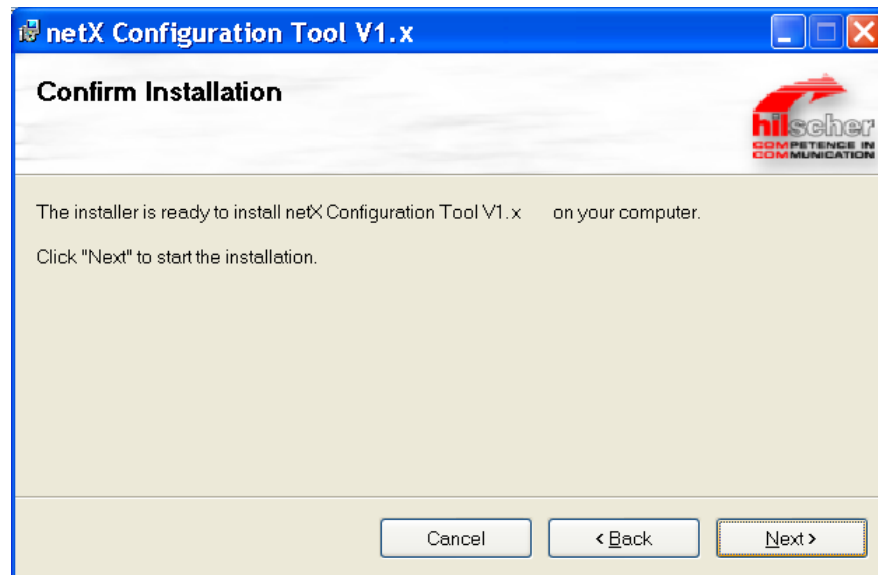 netX Configuration Tool V1.x
Confirm Installation
hilscher
COMPETENCE IN
COMMUNICATION
The installer is ready to install netX Configuration Tool V1.x on your computer.
Click "Next" to start the installation.
Cancel
< Back
Next >